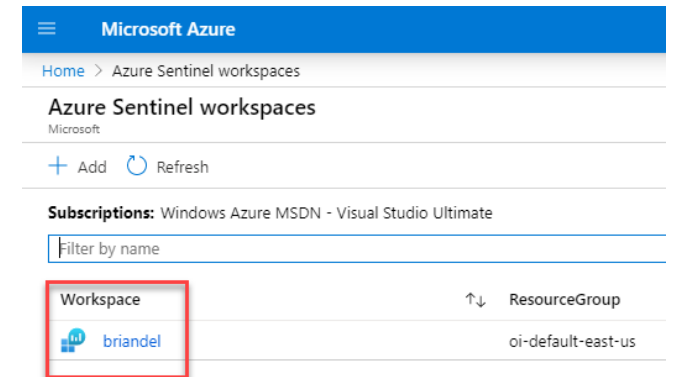 Microsoft Azure
Home > Azure Sentinel workspaces
Azure Sentinel workspaces
Microsoft
+ Add Refresh
Subscriptions: Windows Azure MSDN - Visual Studio Ultimate
Filter by name
Workspace ↑↓ ResourceGroup
briandel oi-default-east-us